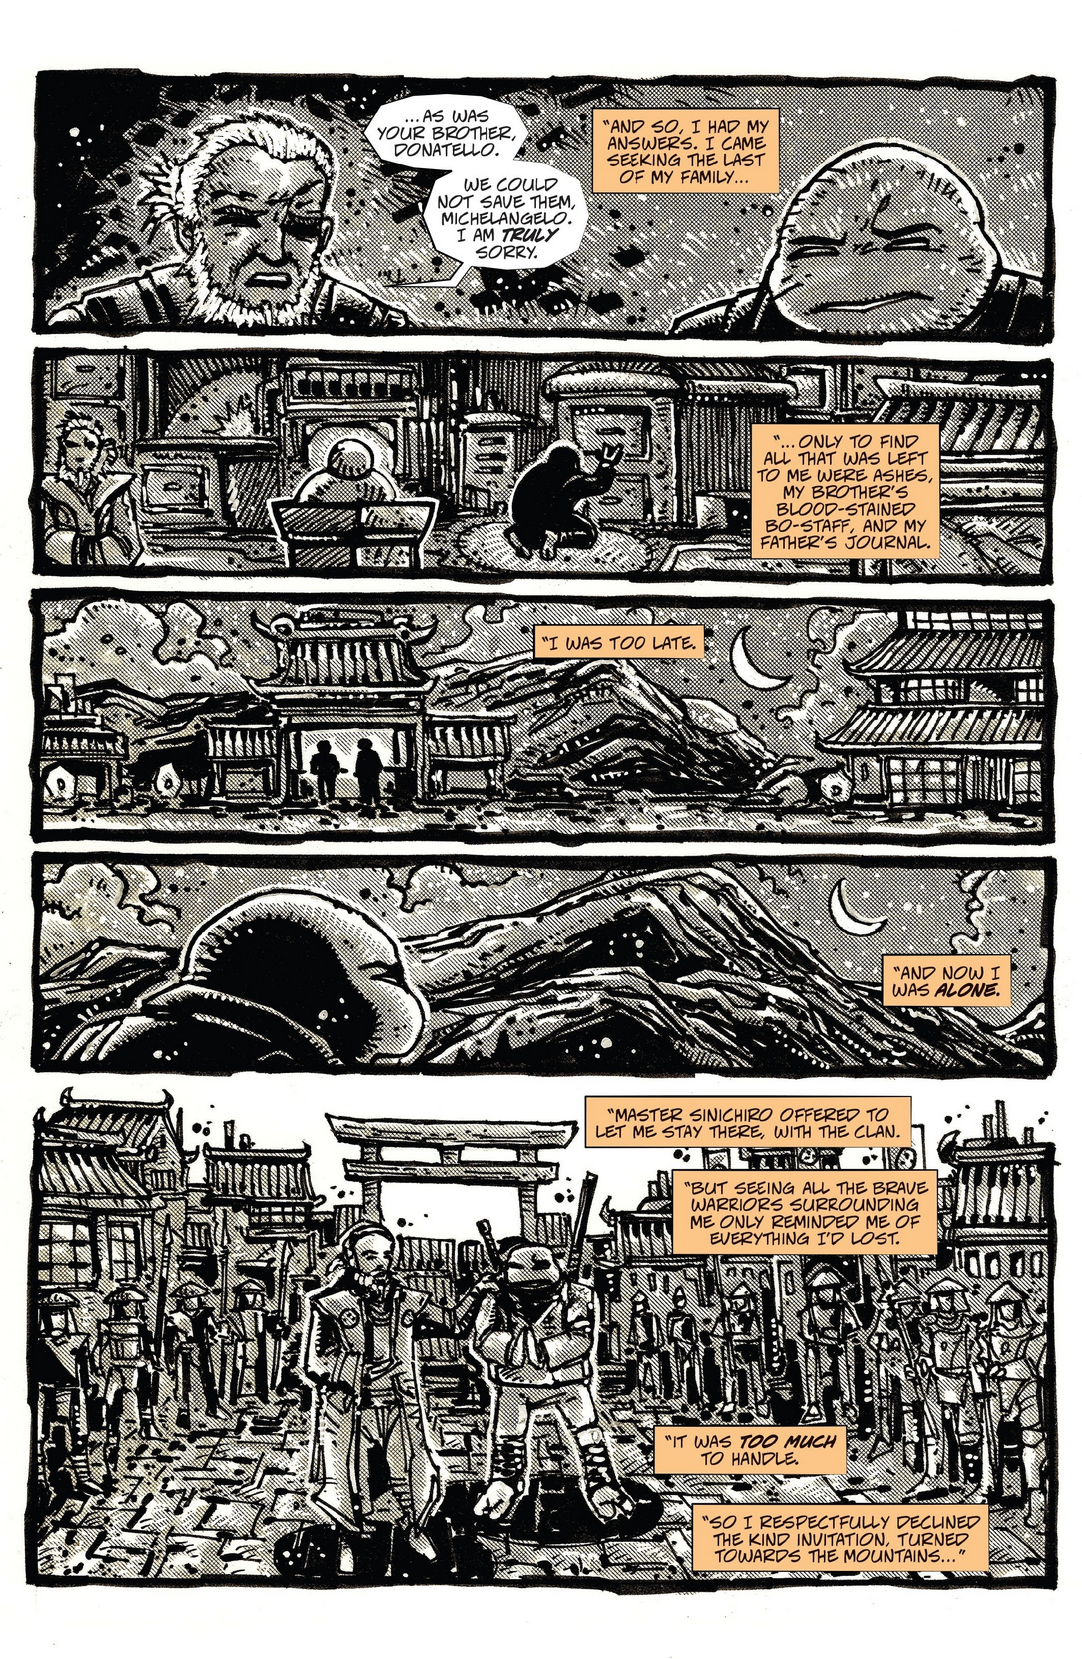 ...AS WAS
YOUR BROTHER,
DONATELLO.
WE COULD
NOT SAVE THEM,
MICHELANGELO.
I AM TRULY
SORRY.
"AND SO, I HAD MY
ANSWERS. I CAME
SEEKING THE LAST
OF MY FAMILY...
"...ONLY TO FIND
ALL THAT WAS LEFT
TO ME WERE ASHES,
MY BROTHER'S
BLOOD-STAINED
BO-STAFF, AND MY
FATHER'S JOURNAL.
"I WAS TOO LATE.
"AND NOW I
WAS ALONE.
"MASTER SINICHIRO OFFERED TO
LET ME STAY THERE, WITH THE CLAN.
"BUT SEEING ALL THE BRAVE
WARRIORS SURROUNDING
ME ONLY REMINDED ME OF
EVERYTHING I'D LOST.
"IT WAS TOO MUCH
TO HANDLE.
"SO I RESPECTFULLY DECLINED
THE KIND INVITATION, TURNED
TOWARDS THE MOUNTAINS..."